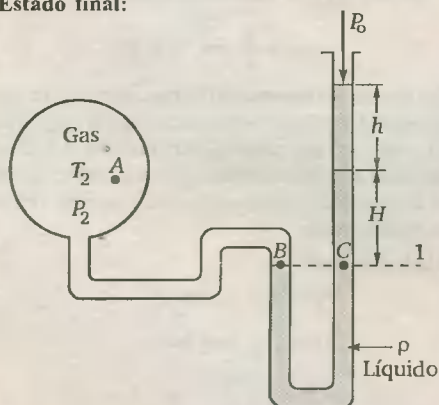 Estado final:
P₀
h
Gas
A
T₂
P₂
H
B
C
1
ρ
Líquido